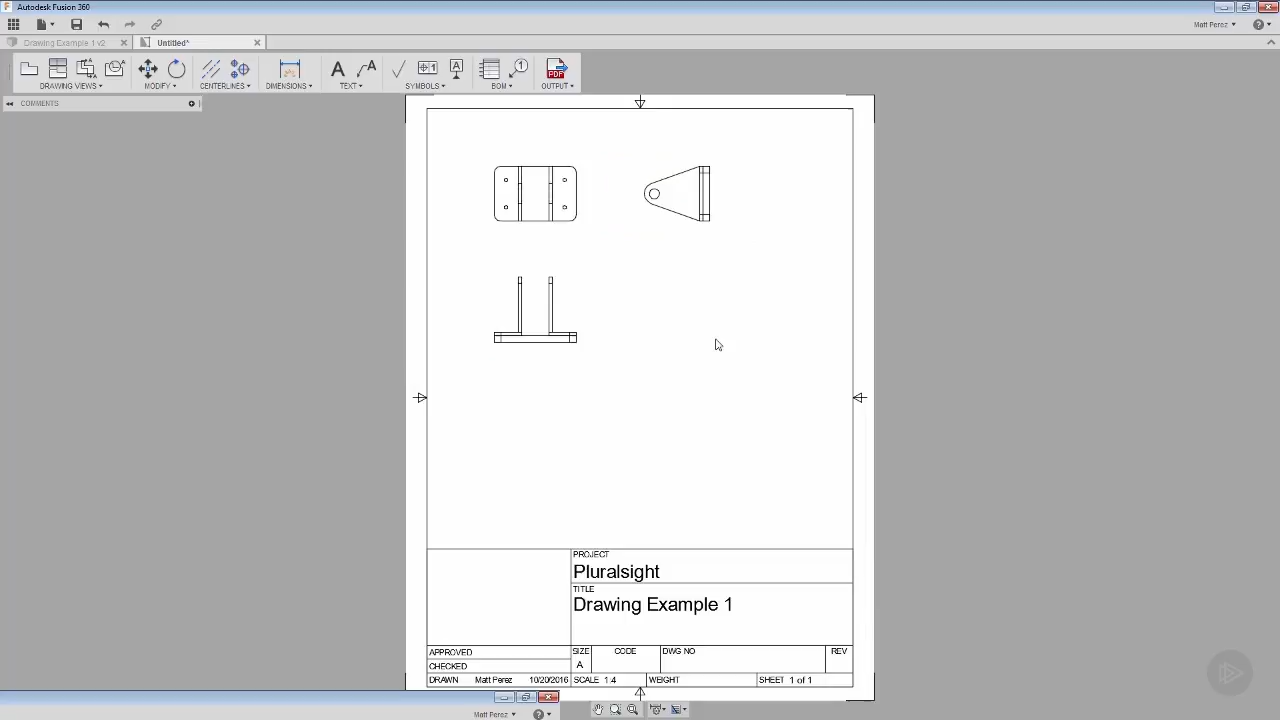 Autodesk Fusion 360
Matt Perez
Drawing Example 1 v2
Untitled*
DRAWING VIEWS
MODIFY
CENTERLINES
DIMENSIONS
TEXT
SYMBOLS
BOM
OUTPUT
COMMENTS
PROJECT
Pluralsight
TITLE
Drawing Example 1
APPROVED
SIZE
CODE
DWG NO
REV
CHECKED
A
DRAWN Matt Perez 10/20/2016 SCALE 1:4 WEIGHT SHEET 1 of 1
Matt Perez